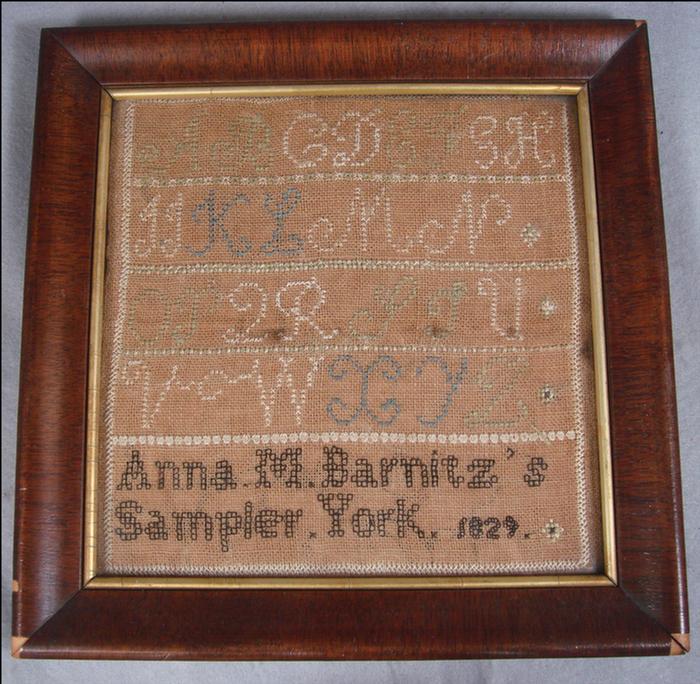 A B C D E F G H
I J K L M N
O P Q R S T U
V W X Y Z
Anna. M. Barnitz's
Sampler. York. 1829.